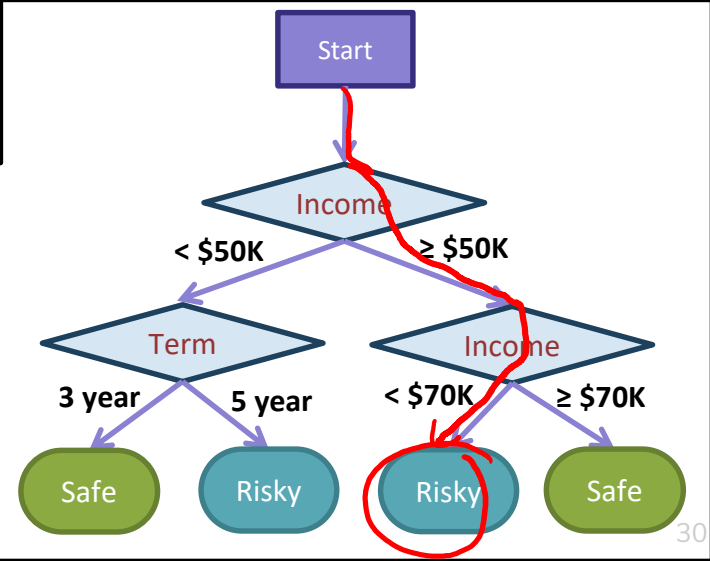 Start
Income
< $50K
≥ $50K
Term
Income
3 year
5 year
< $70K
≥ $70K
Safe
Risky
Risky
Safe
30